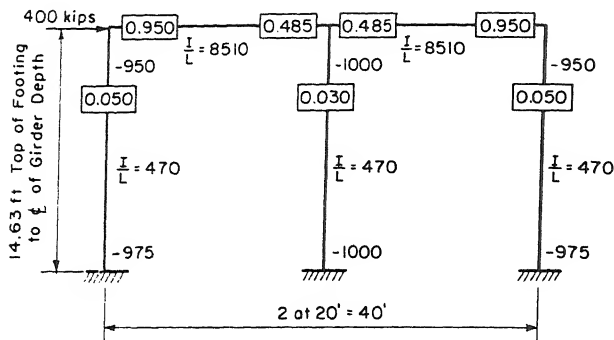 400 kips
0.950
0.485
0.485
0.950
I/L = 8510
I/L = 8510
-950
-1000
-950
0.050
0.030
0.050
14.63 ft Top of Footing
to ℄ of Girder Depth
I/L = 470
I/L = 470
I/L = 470
-975
-1000
-975
2 at 20' = 40'